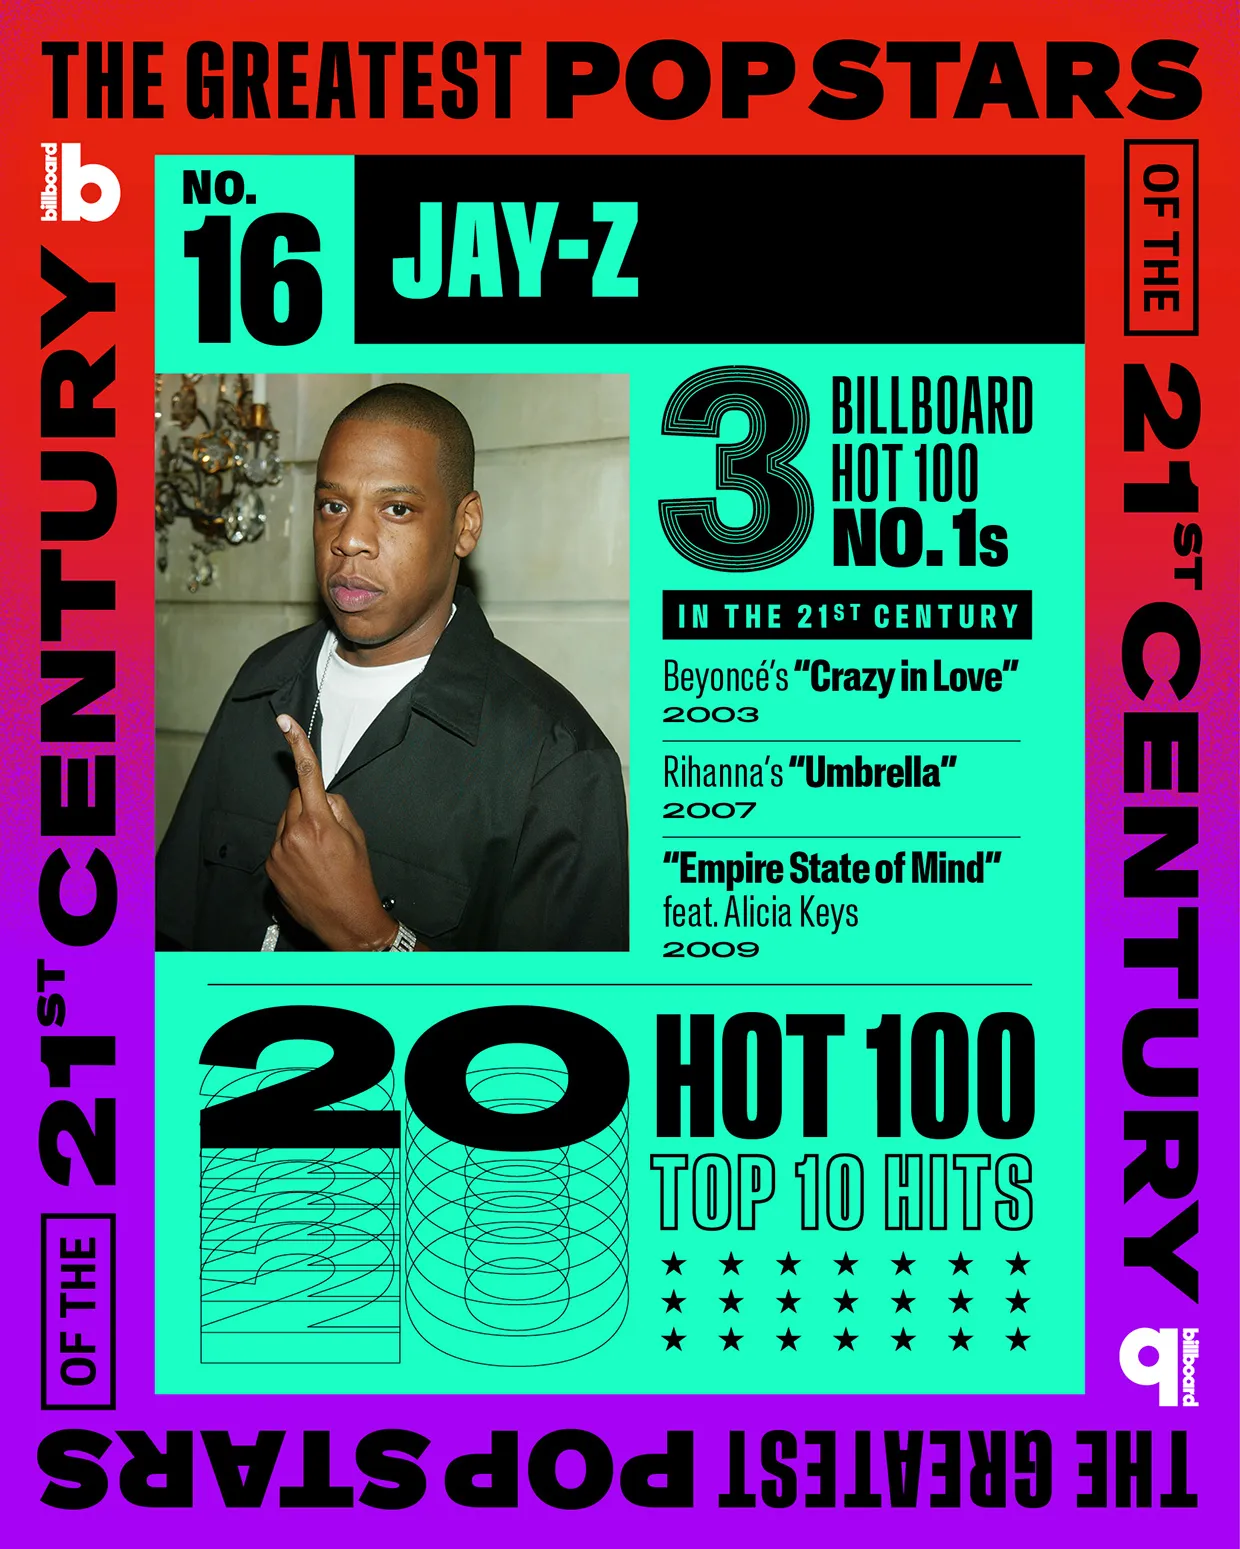 THE GREATEST POP STARS
billboard b
OF THE
21ST CENTURY
NO.
16
JAY-Z
3
BILLBOARD
HOT 100
NO. 1s
IN THE 21ST CENTURY
Beyoncé’s “Crazy in Love”
2003
Rihanna’s “Umbrella”
2007
“Empire State of Mind”
feat. Alicia Keys
2009
20
HOT 100
TOP 10 HITS
billboard b
THE GREATEST POP STARS
OF THE
21ST CENTURY